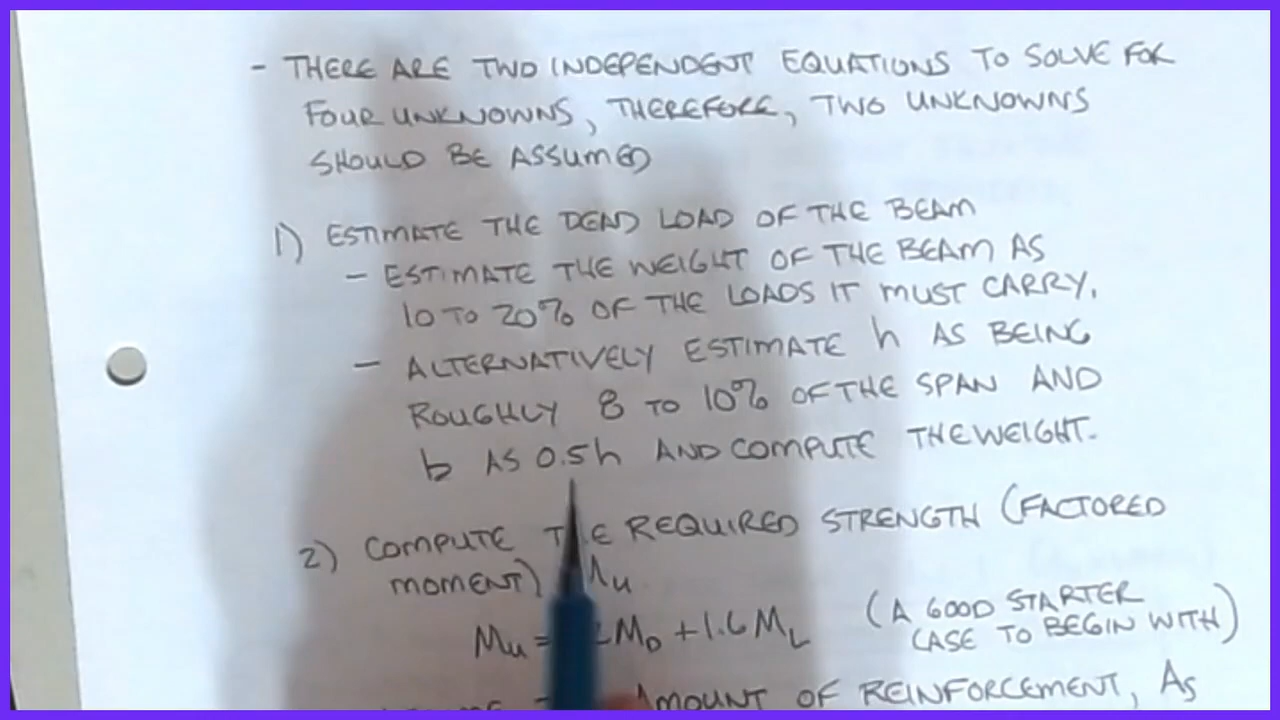 - THERE ARE TWO INDEPENDENT EQUATIONS TO SOLVE FOR
FOUR UNKNOWNS, THEREFORE, TWO UNKNOWNS
SHOULD BE ASSUMED
1) ESTIMATE THE DEAD LOAD OF THE BEAM
- ESTIMATE THE WEIGHT OF THE BEAM AS
10 TO 20% OF THE LOADS IT MUST CARRY.
- ALTERNATIVELY ESTIMATE h AS BEING
ROUGHLY 8 TO 10% OF THE SPAN AND
b AS 0.5h AND COMPUTE THE WEIGHT.
2) COMPUTE THE REQUIRED STRENGTH (FACTORED
MOMENT) Mu
Mu = 2MD + 1.6ML (A GOOD STARTER
CASE TO BEGIN WITH)
AMOUNT OF REINFORCEMENT, As